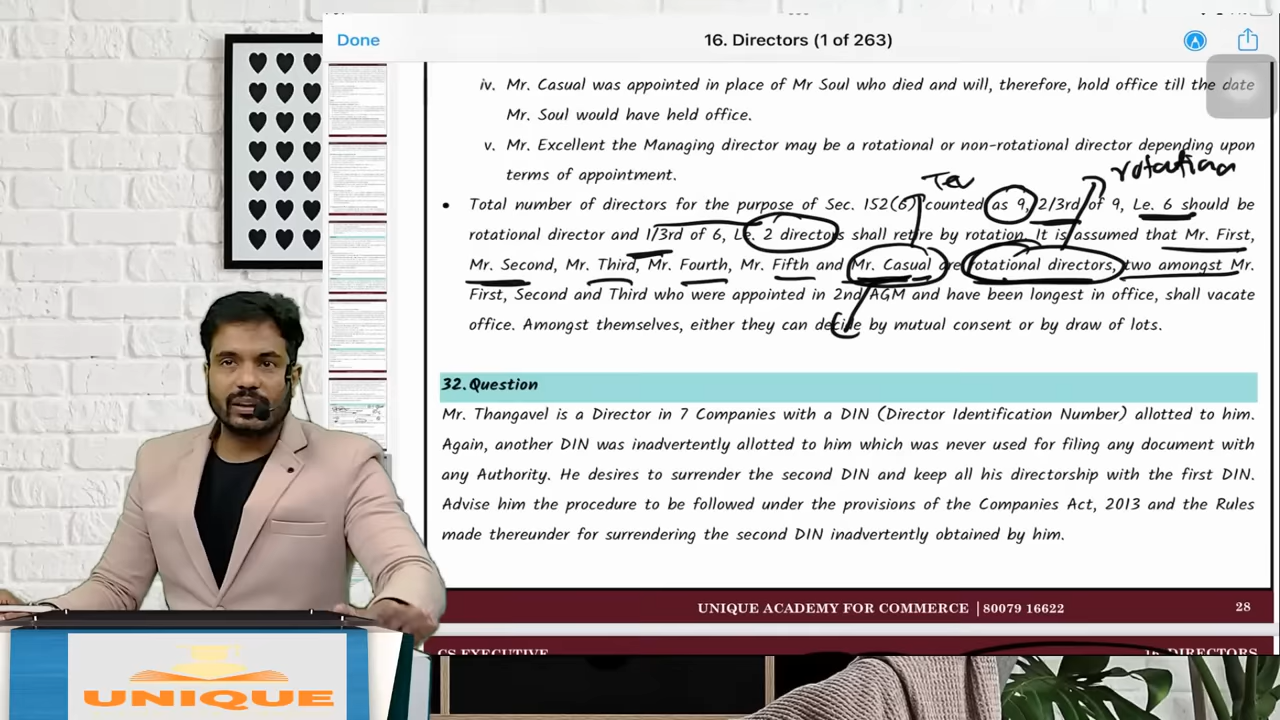 Done
16. Directors (1 of 263)
iv. Mr. Casual was appointed in place of Mr Soul who died and will, therefore, hold office till the date
Mr. Soul would have held office.
v. Mr. Excellent, a Managing director may be a rotational or non-rotational Director depending on
terms of appointment.
• Total number of directors for the purpose of Sec. 152(6) counted as 9, 2/3rd of 9, i.e. 6 should be
rotational director and 1/3rd of 6, i.e. 2 directors shall retire by rotation. It is assumed that Mr. First,
Mr. Second, Mr. Third, Mr. Fourth, Mr. Fifth and Mr. Casual are rotational directors, two amongst Mr.
First, Second and Third who were appointed in 2nd AGM and have been longest in office, shall vacate
office. Amongst themselves, either they decide by mutual consent or by draw of lots.
32. Question
Mr. Thanks CT is a Director in 7 Companies with a DIN (Director Identification Number) allotted to him.
Again, another DIN was inadvertently allotted to him which was never used for filing any document with
any Authority. He desires to surrender the second DIN and keep all his directorship with the first DIN.
Advise him the procedure to be followed under the provisions of the Companies Act, 2013 and the Rules
made thereunder for surrendering the second DIN inadvertently obtained by him.
UNIQUE ACADEMY FOR COMMERCE | 80079 16622
28
CS EXECUTIVE
DIRECTORS
UNIQUE